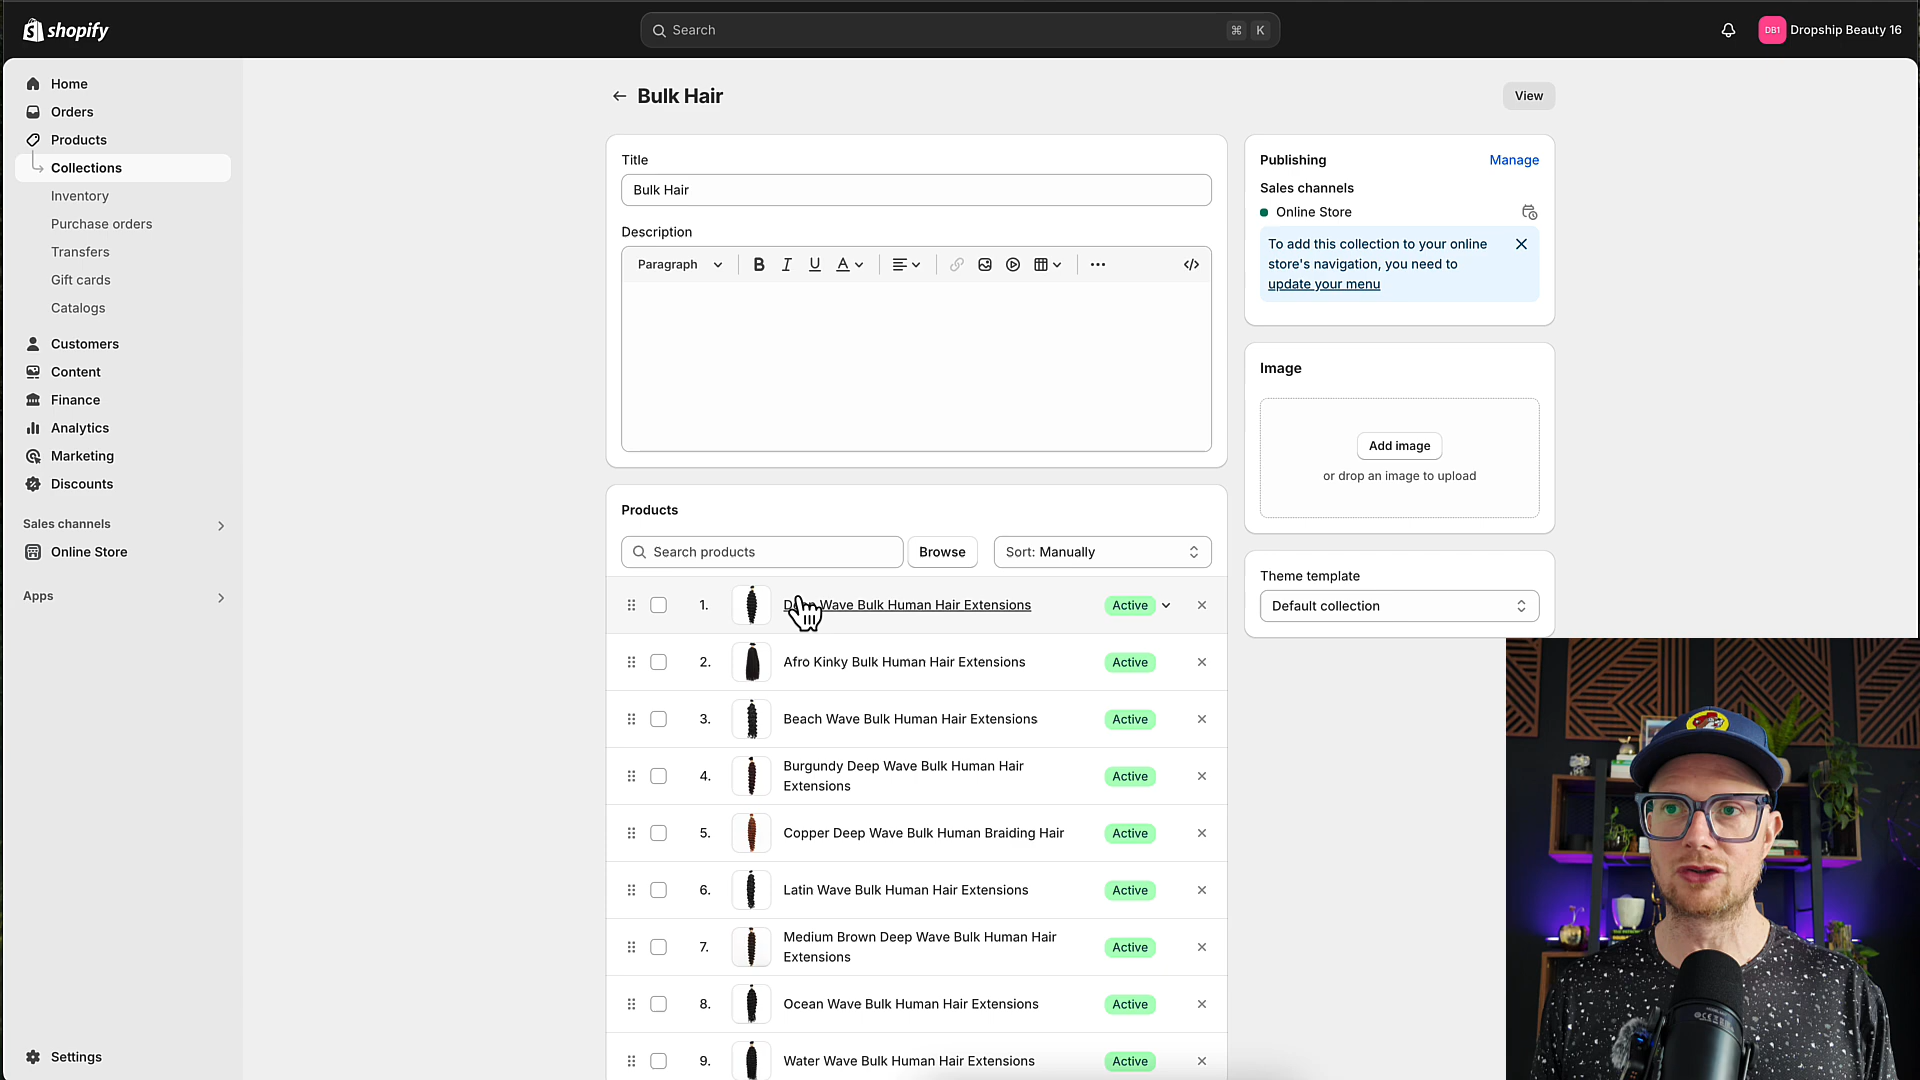 shopify
Search
⌘ K
DB1
Dropship Beauty 16
Home
Orders
Products
Collections
Inventory
Purchase orders
Transfers
Gift cards
Catalogs
Customers
Content
Finance
Analytics
Marketing
Discounts
Sales channels
Online Store
Apps
Settings
Bulk Hair
View
Title
Bulk Hair
Description
Paragraph
Products
Search products
Browse
Sort: Manually
1.
Wave Bulk Human Hair Extensions
Active
2.
Afro Kinky Bulk Human Hair Extensions
Active
3.
Beach Wave Bulk Human Hair Extensions
Active
4.
Burgundy Deep Wave Bulk Human Hair
Extensions
Active
5.
Copper Deep Wave Bulk Human Braiding Hair
Active
6.
Latin Wave Bulk Human Hair Extensions
Active
7.
Medium Brown Deep Wave Bulk Human Hair
Extensions
Active
8.
Ocean Wave Bulk Human Hair Extensions
Active
9.
Water Wave Bulk Human Hair Extensions
Active
Publishing
Manage
Sales channels
Online Store
To add this collection to your online
store's navigation, you need to
update your menu
Image
Add image
or drop an image to upload
Theme template
Default collection